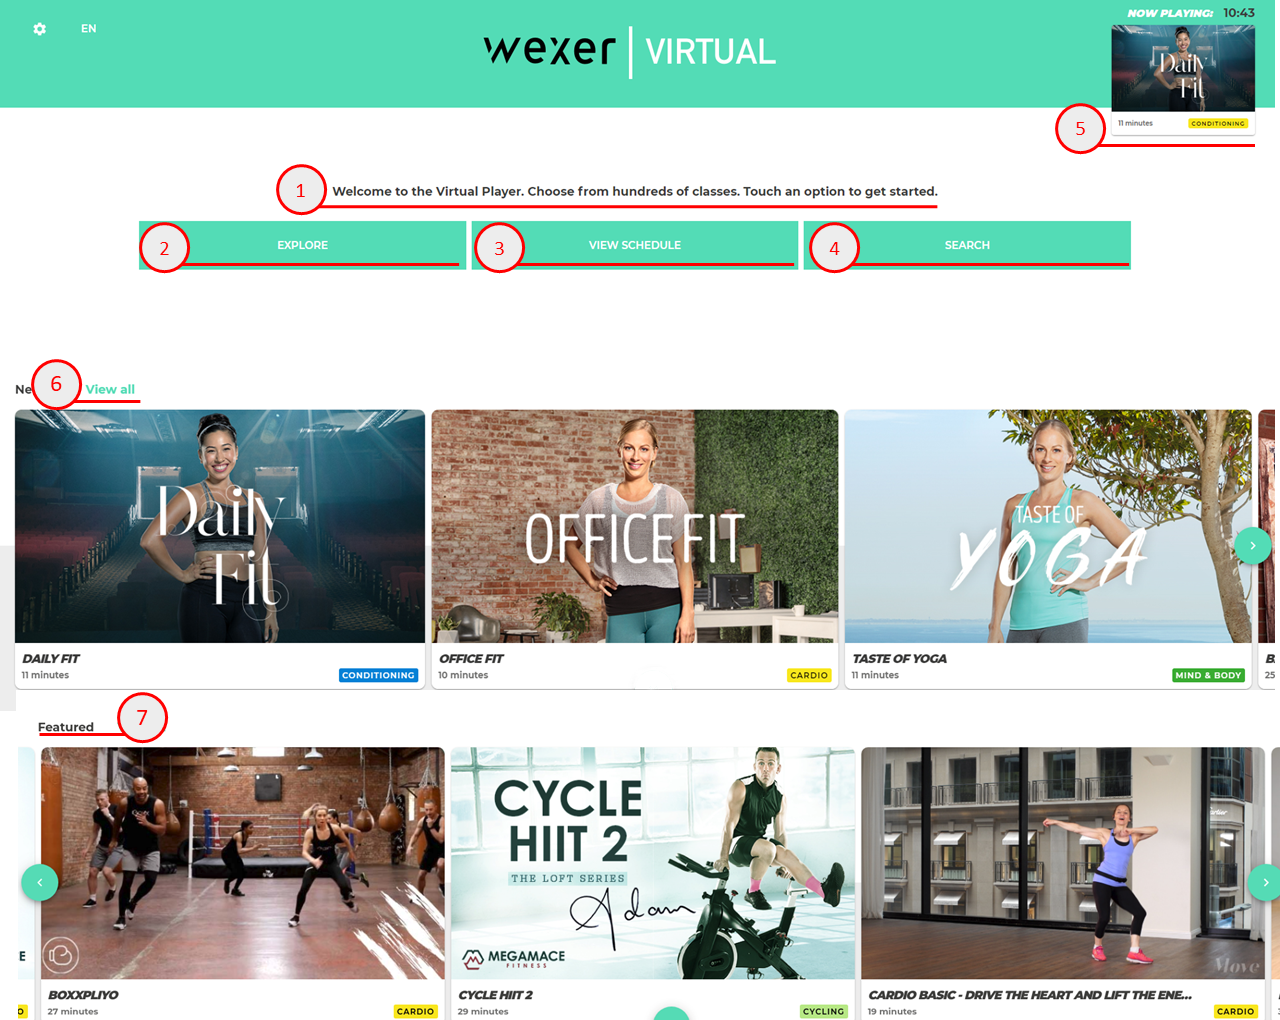 EN
wexer | VIRTUAL
NOW PLAYING: 10:43
Daily
Fit
11 minutes CONDITIONING
5
1 Welcome to the Virtual Player. Choose from hundreds of classes. Touch an option to get started.
2 EXPLORE
3 VIEW SCHEDULE
4 SEARCH
6 View all
Daily
Fit
DAILY FIT
11 minutes CONDITIONING
OFFICE FIT
OFFICE FIT
10 minutes CARDIO
TASTE OF
YOGA
TASTE OF YOGA
11 minutes MIND & BODY
B
25
Featured 7
E
O
BOXXPLIYO
27 minutes CARDIO
CYCLE
HIIT 2
THE LOFT SERIES
Adam
MEGAMACE
FITNESS
CYCLE HIIT 2
29 minutes CYCLING
Cartier
Move
CARDIO BASIC - DRIVE THE HEART AND LIFT THE ENE...
19 minutes CARDIO